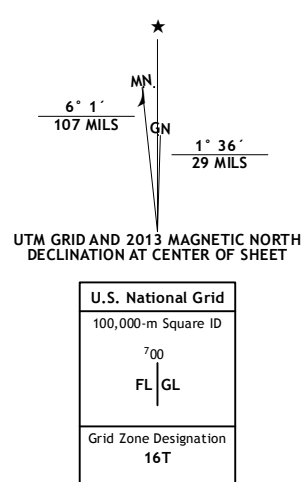 ★
MN.
6° 1´
107 MILS
GN
1° 36´
29 MILS
UTM GRID AND 2013 MAGNETIC NORTH
DECLINATION AT CENTER OF SHEET
U.S. National Grid
100,000-m Square ID
⁷00
FL GL
Grid Zone Designation
16T